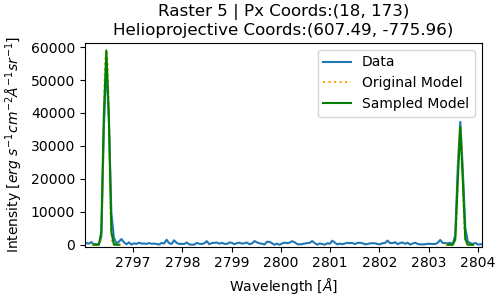 Raster 5 | Px Coords:(18, 173)
Helioprojective Coords:(607.49, -775.96)
Intensity [erg s⁻¹cm⁻²Å⁻¹sr⁻¹]
60000
50000
40000
30000
20000
10000
0
Data
Original Model
Sampled Model
2797 2798 2799 2800 2801 2802 2803 2804
Wavelength [Å]